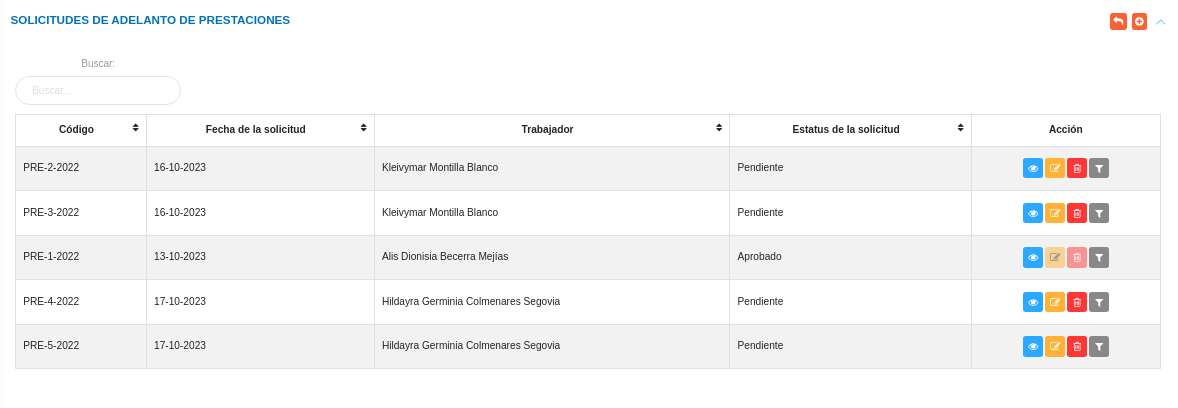 SOLICITUDES DE ADELANTO DE PRESTACIONES
Buscar:
Buscar...
Código Fecha de la solicitud Trabajador Estatus de la solicitud Acción
PRE-2-2022 16-10-2023 Kleivymar Montilla Blanco Pendiente
PRE-3-2022 16-10-2023 Kleivymar Montilla Blanco Pendiente
PRE-1-2022 13-10-2023 Alis Dionisia Becerra Mejías Aprobado
PRE-4-2022 17-10-2023 Hildayra Germinia Colmenares Segovia Pendiente
PRE-5-2022 17-10-2023 Hildayra Germinia Colmenares Segovia Pendiente